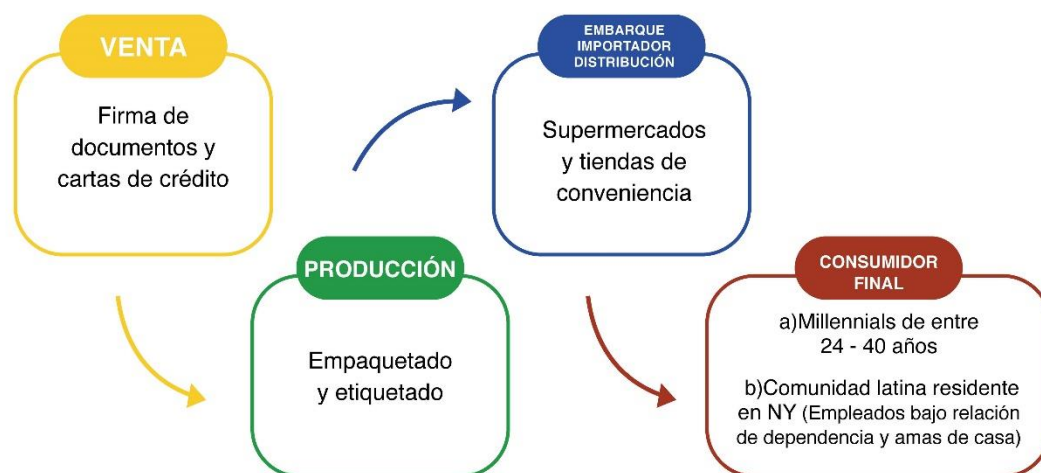 VENTA
Firma de
documentos y
cartas de crédito
PRODUCCIÓN
Empaquetado
y etiquetado
EMBARQUE
IMPORTADOR
DISTRIBUCIÓN
Supermercados
y tiendas de
conveniencia
CONSUMIDOR
FINAL
a)Millennials de entre
24 - 40 años
b)Comunidad latina residente
en NY (Empleados bajo relación
de dependencia y amas de casa)